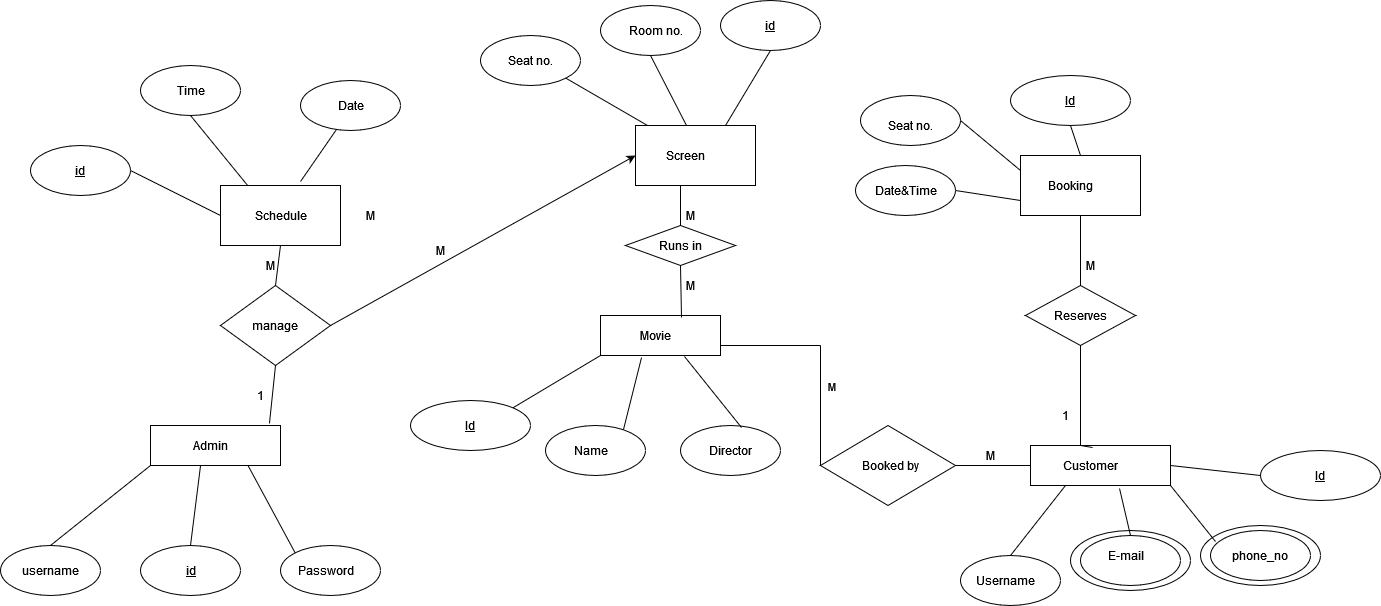 Room no.
id
Seat no.
Time
Date
Id
Seat no.
id
Screen
Schedule
M
M
Booking
Date&Time
M
Runs in
M
M
M
M
manage
Reserves
Movie
1
M
1
Id
Name
Director
Booked by
M
Customer
Id
Admin
username
id
Password
Username
E-mail
phone_no